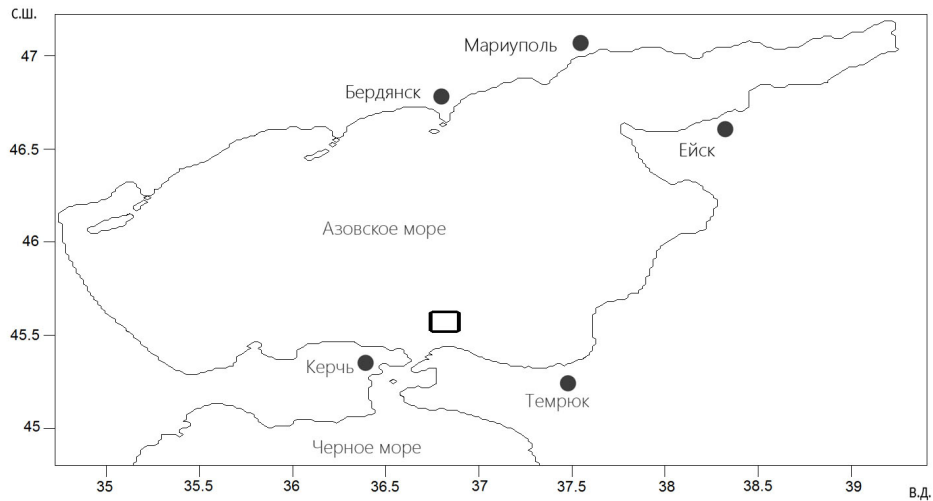 С.Ш.
47
Мариуполь
Бердянск
46.5
Ейск
Азовское море
46
45.5
Керчь
Темрюк
45
Черное море
35 35.5 36 36.5 37 37.5 38 38.5 39
В.Д.